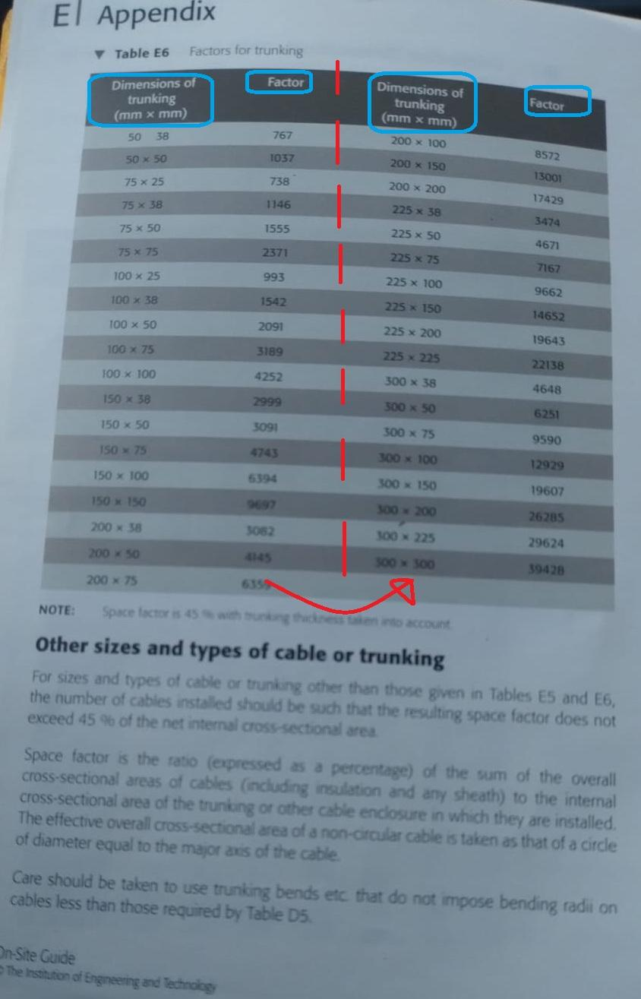 E Appendix
▼ Table E6 Factors for trunking
Dimensions of
trunking
(mm × mm)
Factor
50 38 767
50 × 50 1037
75 × 25 738
75 × 38 1146
75 × 50 1555
75 × 75 2371
100 × 25 993
100 × 38 1542
100 × 50 2091
100 × 75 3189
100 × 100 4252
150 × 38 2999
150 × 50 3091
150 × 75 4743
150 × 100 6394
150 × 150 9697
200 × 38 3082
200 × 50 4145
200 × 75 6359
Dimensions of
trunking
(mm × mm)
Factor
200 × 100 8572
200 × 150 13001
200 × 200 17429
225 × 38 3474
225 × 50 4671
225 × 75 7167
225 × 100 9662
225 × 150 14652
225 × 200 19643
225 × 225 22138
300 × 38 4648
300 × 50 6251
300 × 75 9590
300 × 100 12929
300 × 150 19607
300 × 200 26285
300 × 225 29624
300 × 300 39428
NOTE: Space factor is 45 % with trunking thickness taken into account.
Other sizes and types of cable or trunking
For sizes and types of cable or trunking other than those given in Tables E5 and E6,
the number of cables installed should be such that the resulting space factor does not
exceed 45 % of the net internal cross-sectional area.
Space factor is the ratio (expressed as a percentage) of the sum of the overall
cross-sectional areas of cables (including insulation and any sheath) to the internal
cross-sectional area of the trunking or other cable enclosure in which they are installed.
The effective overall cross-sectional area of a non-circular cable is taken as that of a circle
of diameter equal to the major axis of the cable.
Care should be taken to use trunking bends etc. that do not impose bending radii on
cables less than those required by Table D5.
On-Site Guide
© The Institution of Engineering and Technology